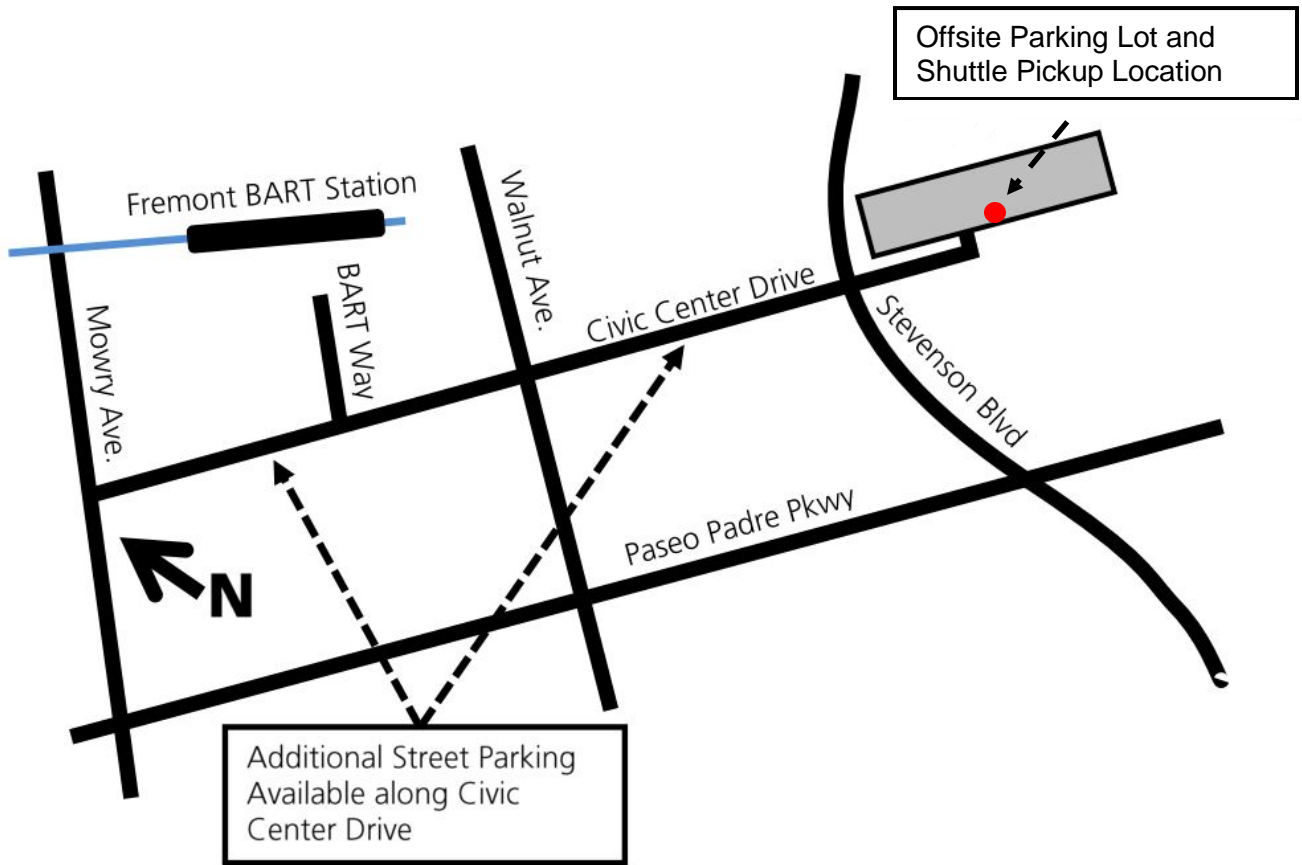 Offsite Parking Lot and
Shuttle Pickup Location
Fremont BART Station
Walnut Ave.
BART Way
Mowry Ave.
Civic Center Drive
Stevenson Blvd
Paseo Padre Pkwy
N
Additional Street Parking
Available along Civic
Center Drive